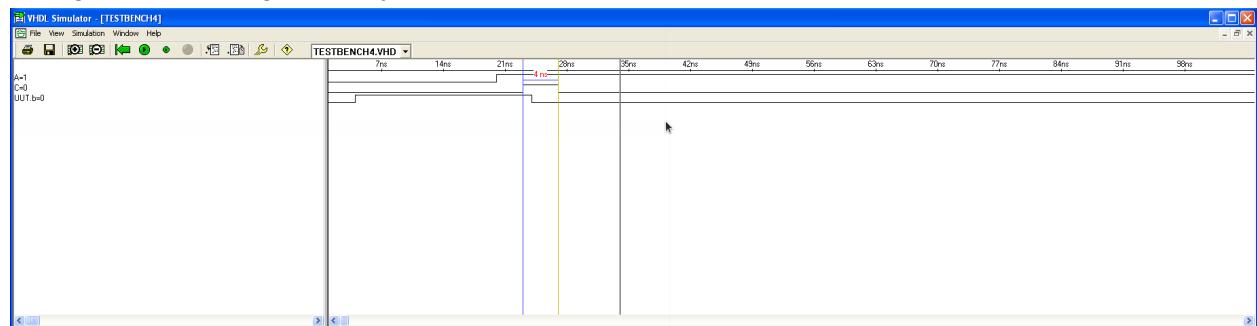 VHDL Simulator - [TESTBENCH4]
File View Simulation Window Help
TESTBENCH4.VHD
7ns 14ns 21ns 28ns 35ns 42ns 49ns 56ns 63ns 70ns 77ns 84ns 91ns 98ns
4 ns
A=1
C=0
UUT.b=0